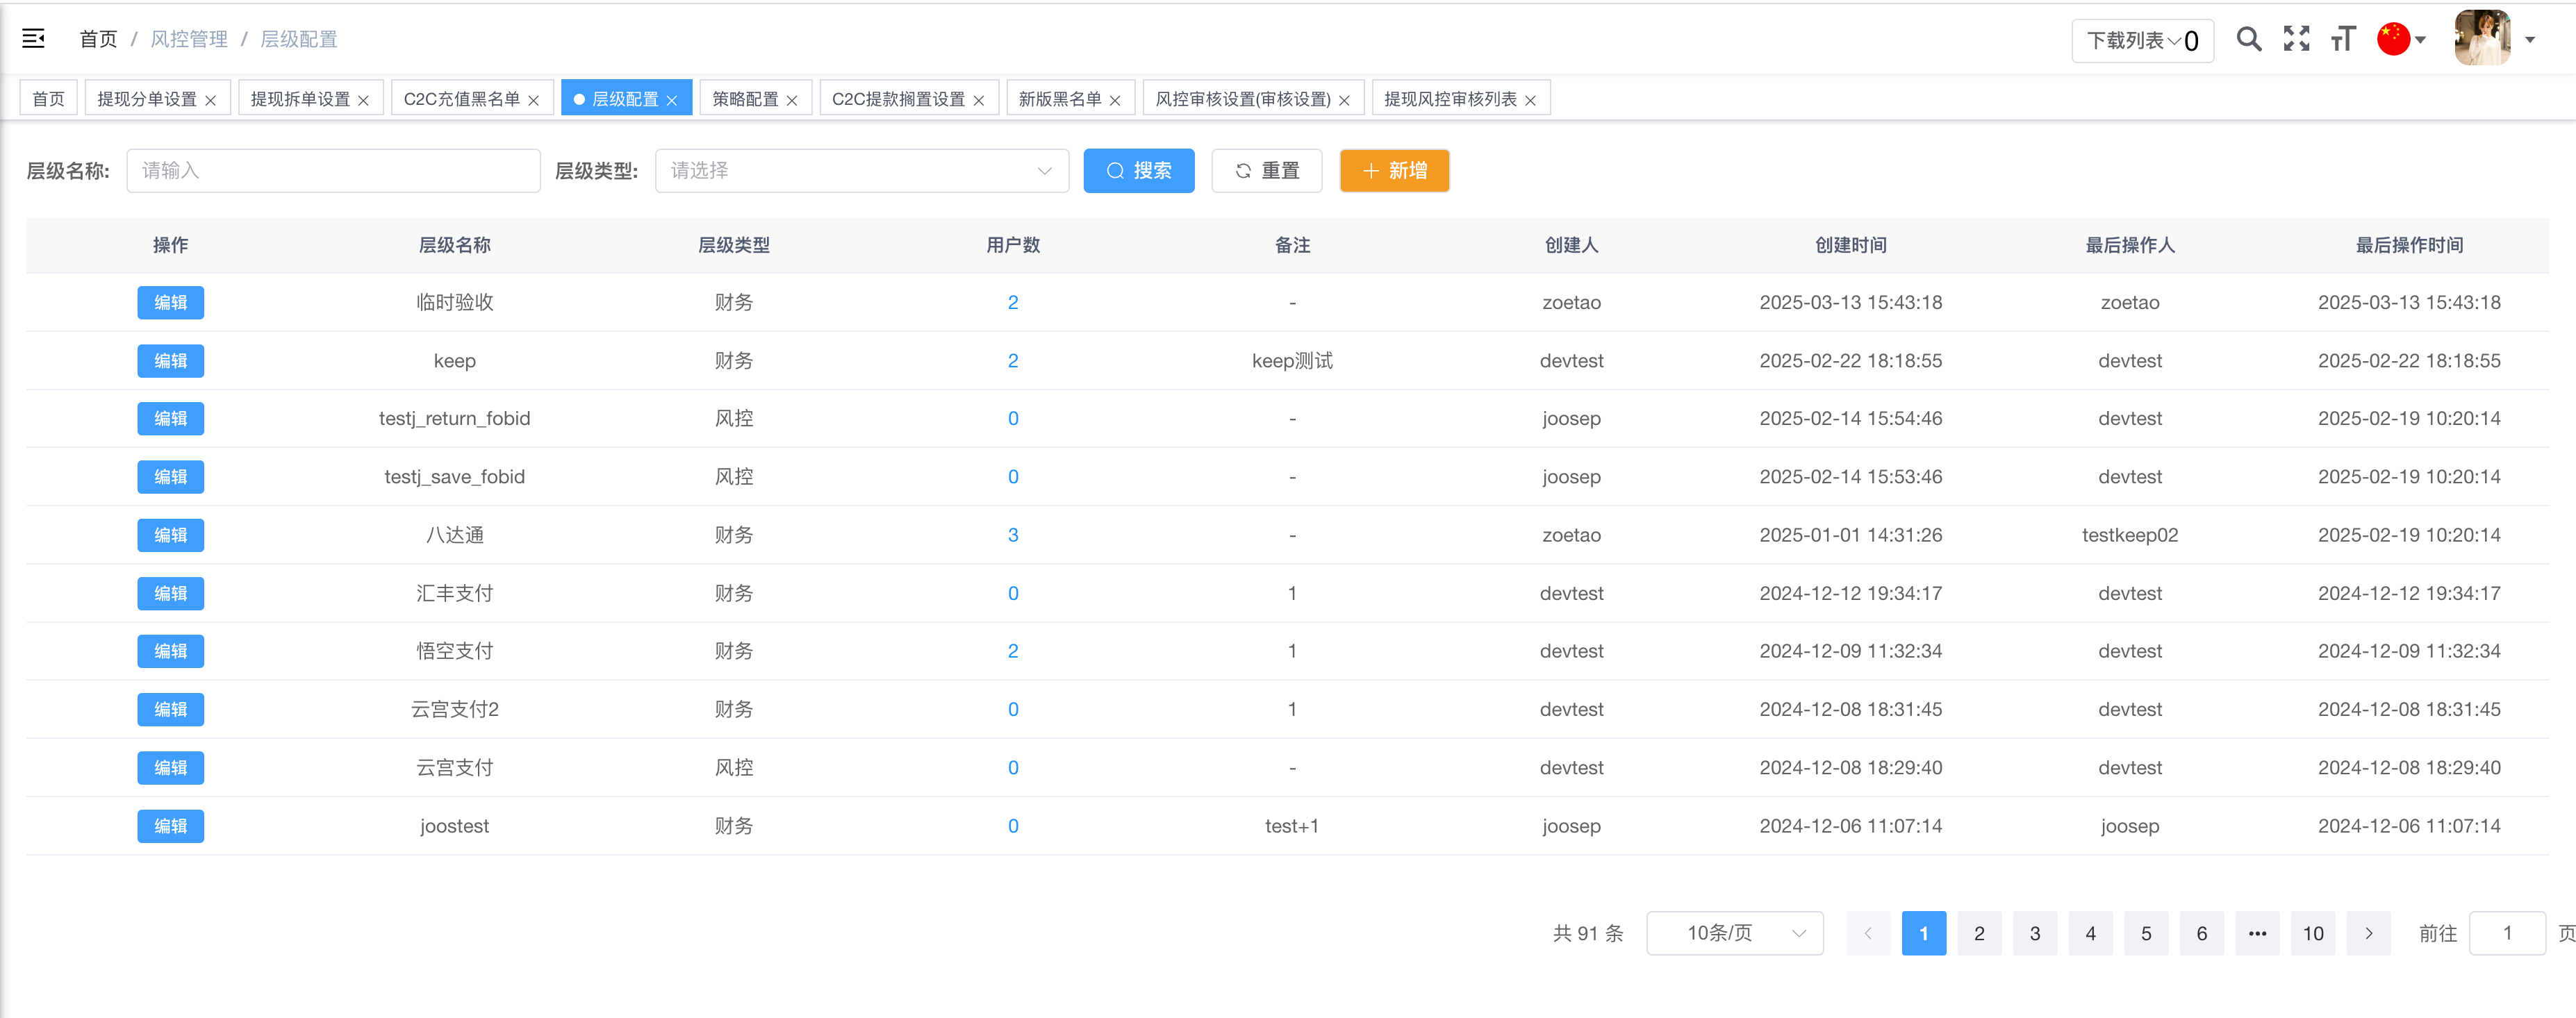 首页 / 风控管理 / 层级配置 下载列表 0
首页 提现分单设置 提现拆单设置 C2C充值黑名单 层级配置 策略配置 C2C提款搁置设置 新版黑名单 风控审核设置(审核设置) 提现风控审核列表
层级名称: 请输入 层级类型: 请选择 搜索 重置 新增
操作 层级名称 层级类型 用户数 备注 创建人 创建时间 最后操作人 最后操作时间
编辑 临时验收 财务 2 - zoetao 2025-03-13 15:43:18 zoetao 2025-03-13 15:43:18
编辑 keep 财务 2 keep测试 devtest 2025-02-22 18:18:55 devtest 2025-02-22 18:18:55
编辑 testj_return_fobid 风控 0 - joosep 2025-02-14 15:54:46 devtest 2025-02-19 10:20:14
编辑 testj_save_fobid 风控 0 - joosep 2025-02-14 15:53:46 devtest 2025-02-19 10:20:14
编辑 八达通 财务 3 - zoetao 2025-01-01 14:31:26 testkeep02 2025-02-19 10:20:14
编辑 汇丰支付 财务 0 1 devtest 2024-12-12 19:34:17 devtest 2024-12-12 19:34:17
编辑 悟空支付 财务 2 1 devtest 2024-12-09 11:32:34 devtest 2024-12-09 11:32:34
编辑 云宫支付2 财务 0 1 devtest 2024-12-08 18:31:45 devtest 2024-12-08 18:31:45
编辑 云宫支付 风控 0 - devtest 2024-12-08 18:29:40 devtest 2024-12-08 18:29:40
编辑 joostest 财务 0 test+1 joosep 2024-12-06 11:07:14 joosep 2024-12-06 11:07:14
共 91 条 10条/页 1 2 3 4 5 6 ••• 10 前往 1 页